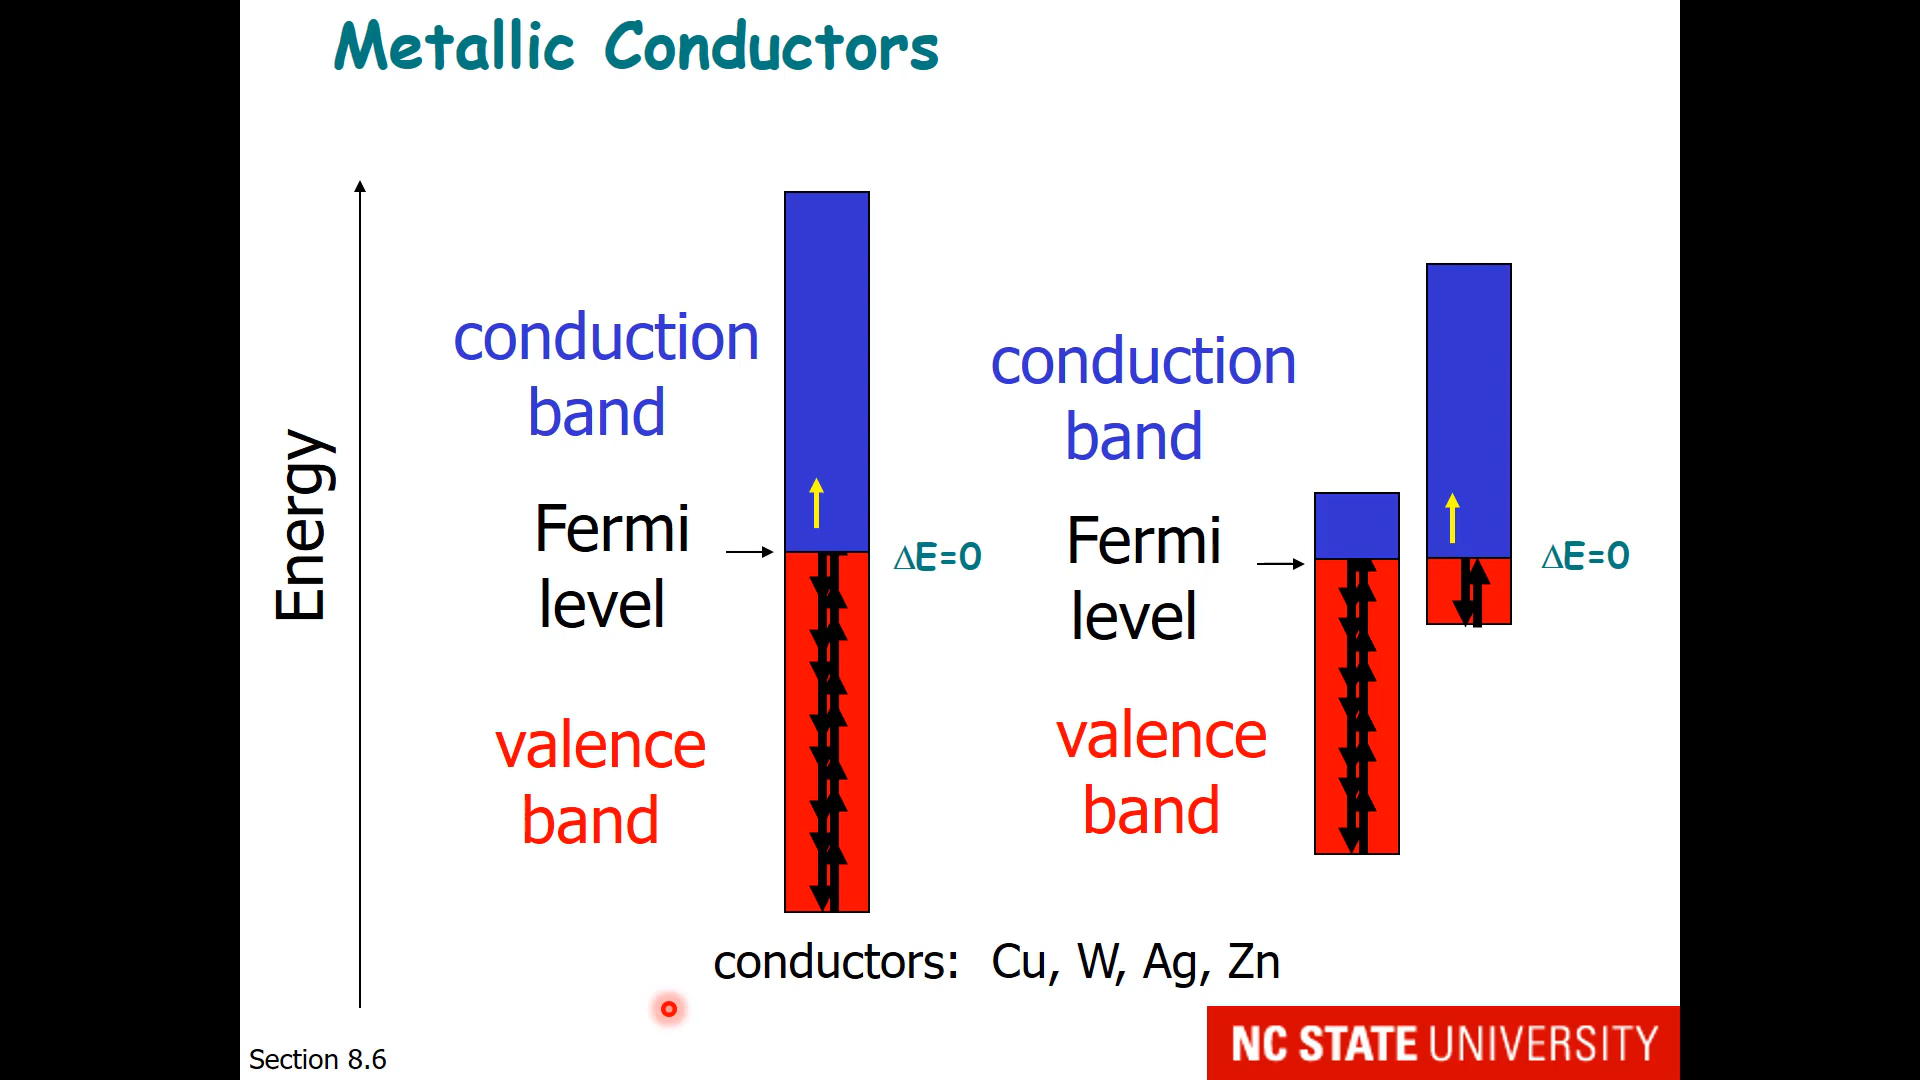 Metallic Conductors
Energy
conduction
band
Fermi
level
valence
band
ΔE=0
conduction
band
Fermi
level
valence
band
ΔE=0
conductors: Cu, W, Ag, Zn
Section 8.6
NC STATE UNIVERSITY